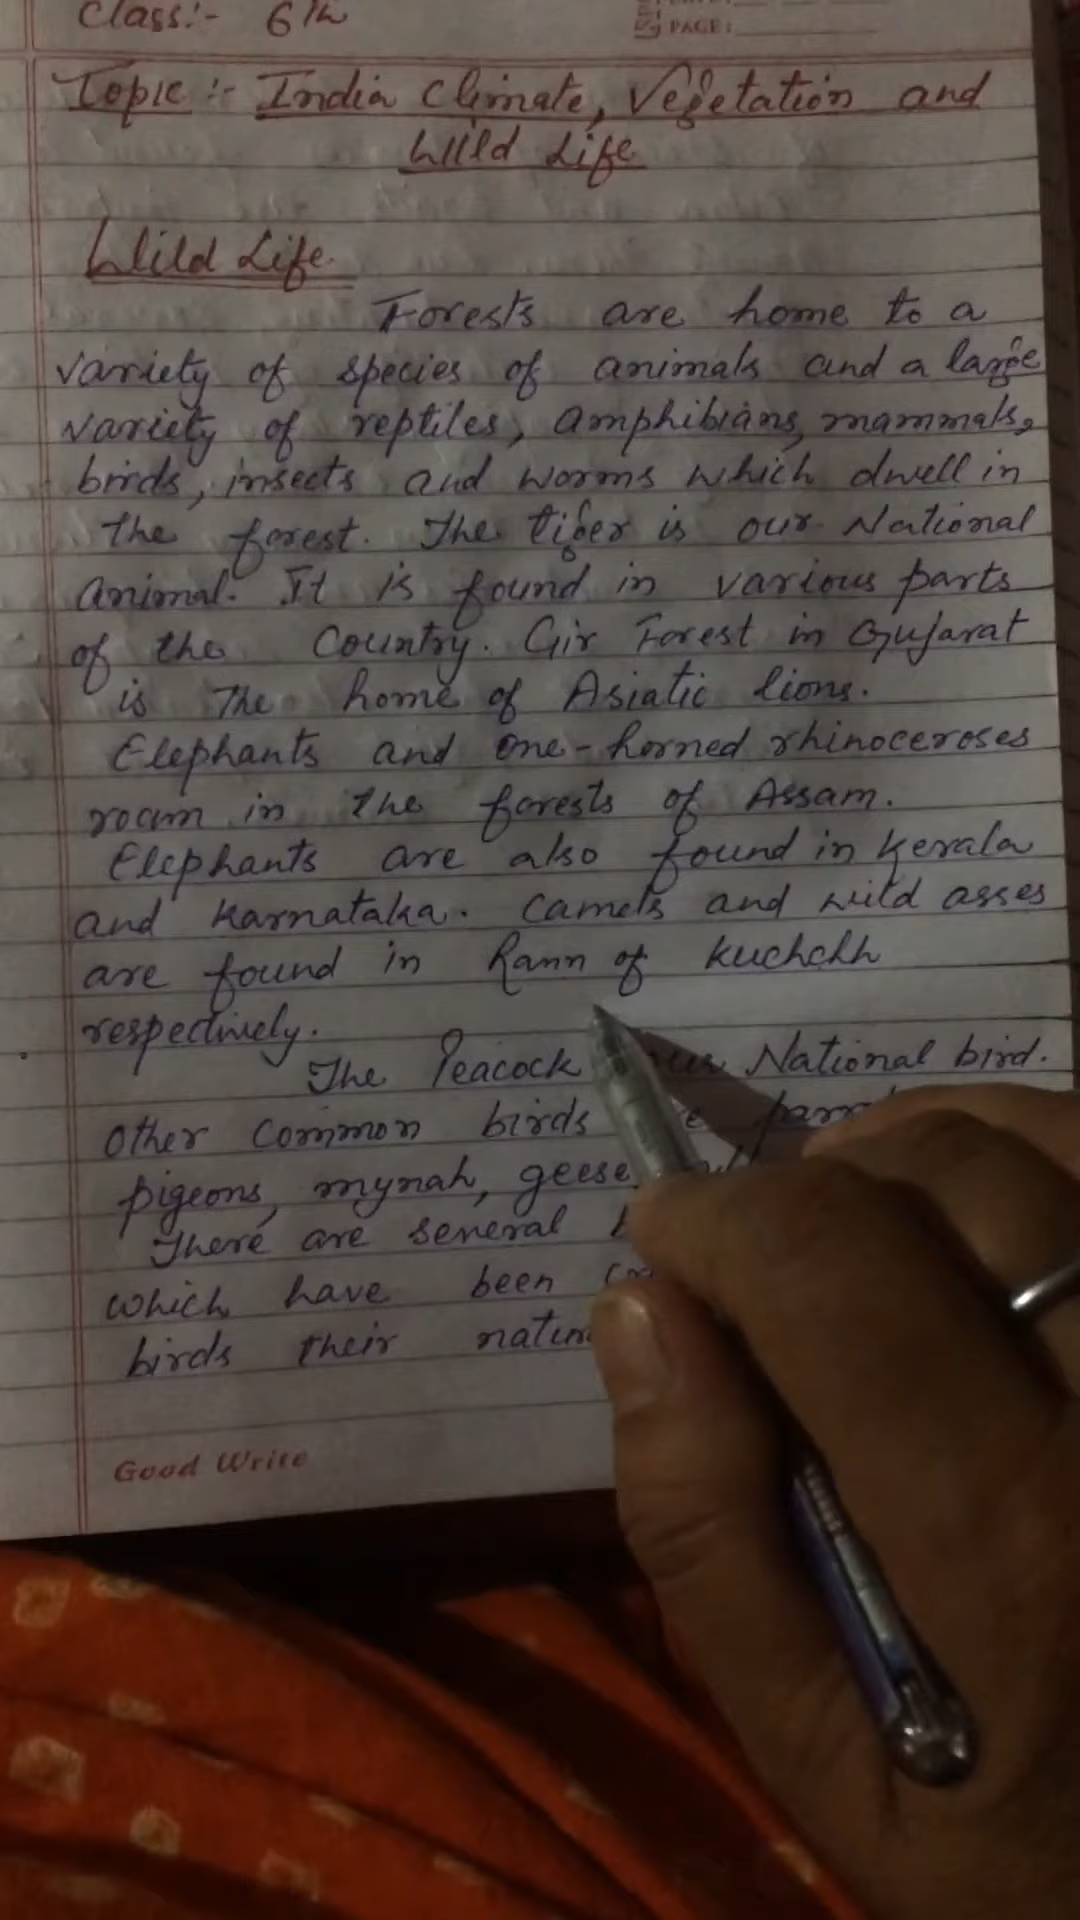 Class:- 6th
PAGE:
Topic :- India Climate, Vegetation and
Wild Life
Wild Life
Forests are home to a
variety of species of animals and a large
variety of reptiles, amphibians, mammals,
birds, insects and worms which dwell in
the forest. The tiger is our National
animal. It is found in various parts
of the Country. Gir Forest in Gujarat
is the home of Asiatic lions.
Elephants and one-horned rhinoceroses
roam in the forests of Assam.
Elephants are also found in Kerala
and Karnataka. Camels and wild asses
are found in Rann of Kuchchh
respectively.
The Peacock National bird.
Other common birds
pigeons, mynah, geese
There are several
which have been
birds their
Good Write